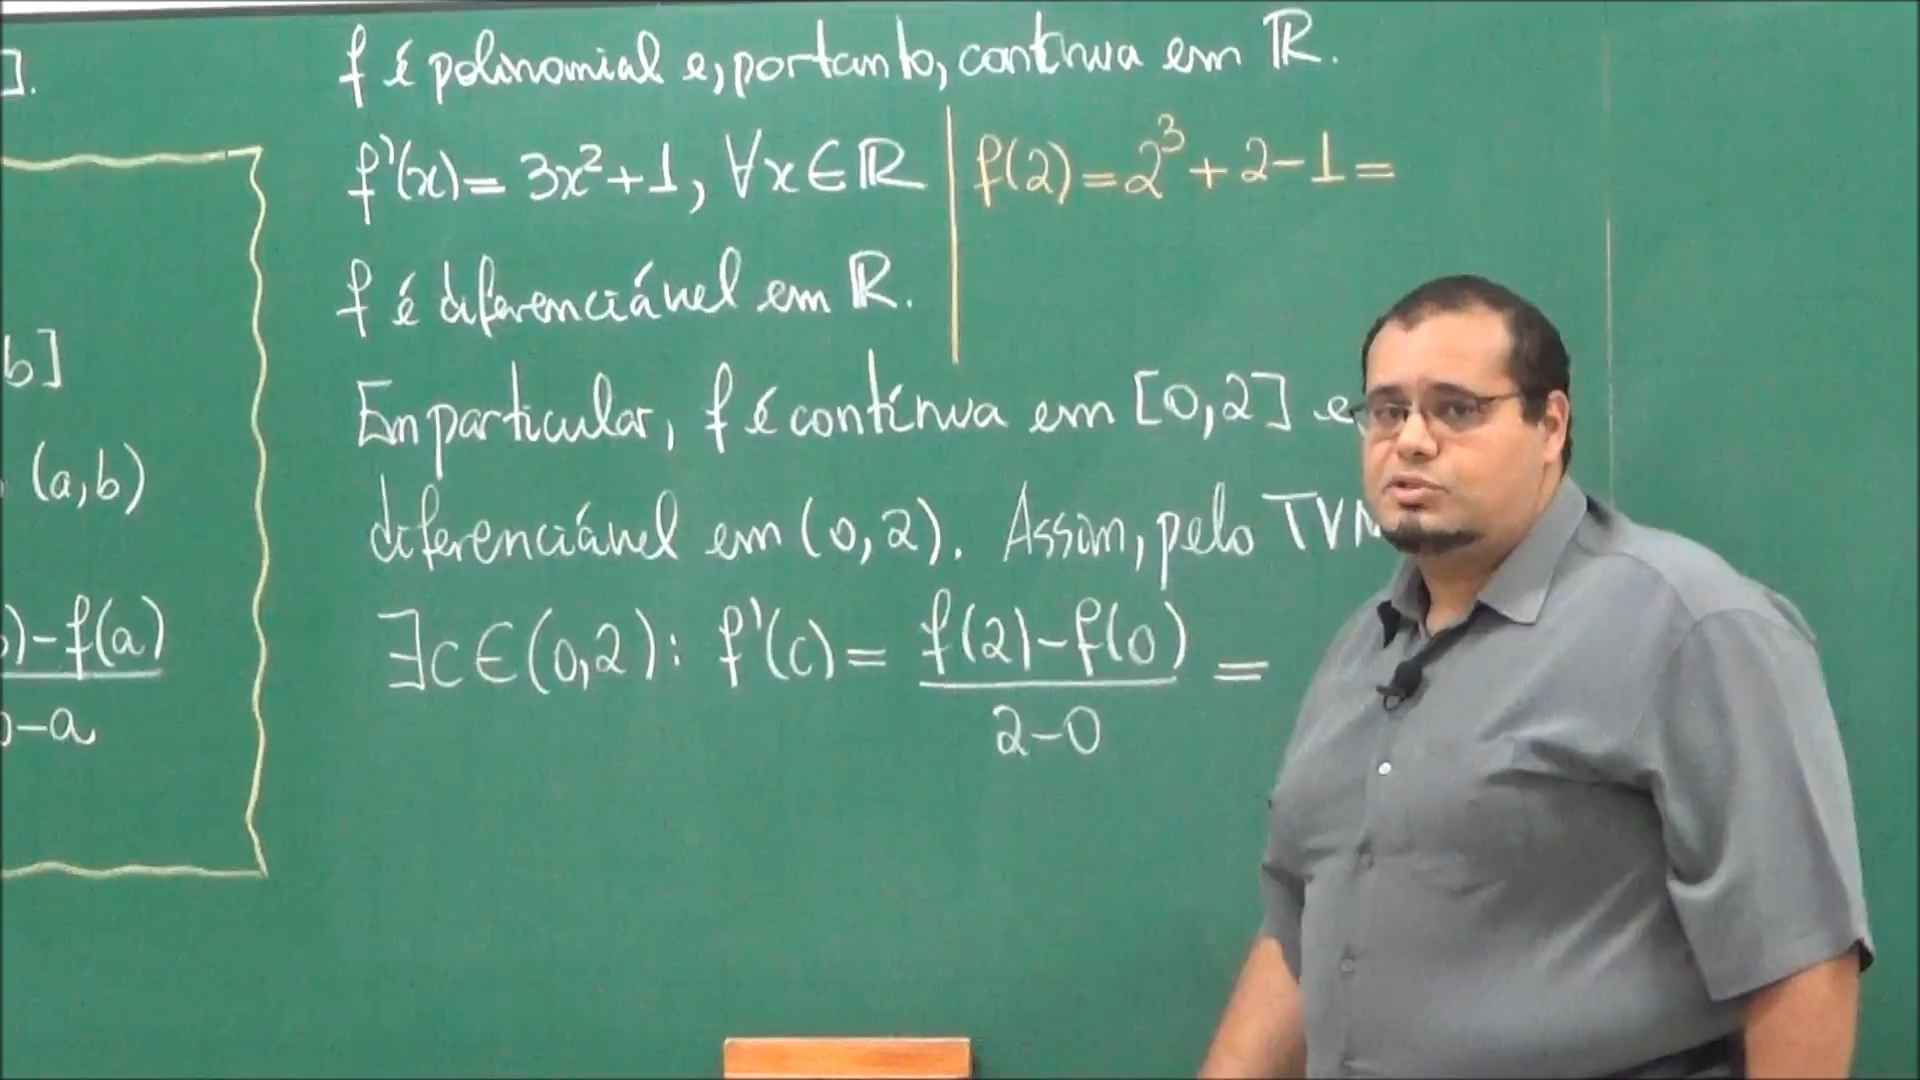 ].
b]
(a,b)
)-f(a)
-a
f é polinomial e, portanto, contínua em ℝ.
f'(x)=3x²+1, ∀x∈ℝ
f(2)=2³+2-1=
f é diferenciável em ℝ.
Em particular, f é contínua em [0,2] e
diferenciável em (0,2). Assim, pelo TVM
∃c∈(0,2): f'(c)= f(2)-f(0) =
2-0